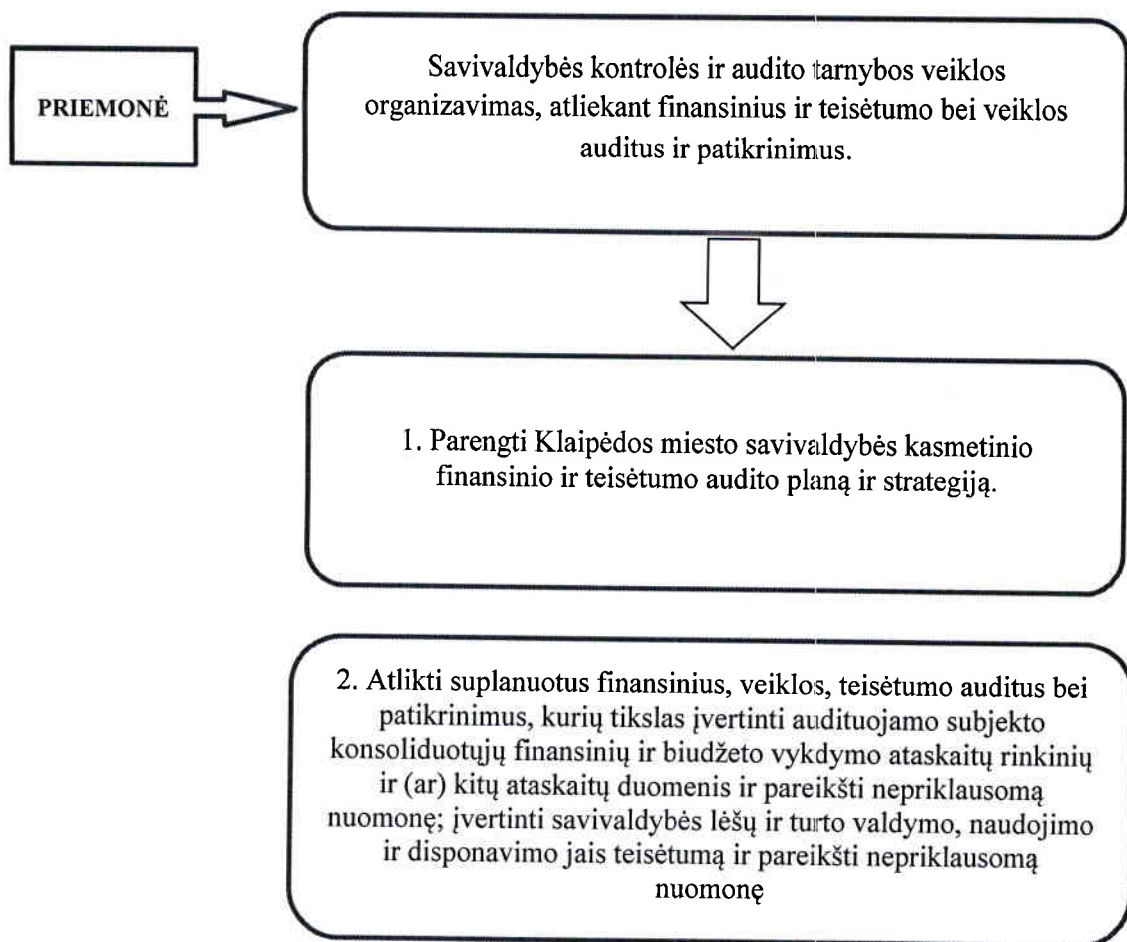 PRIEMONĖ
Savivaldybės kontrolės ir audito tarnybos veiklos
organizavimas, atliekant finansinius ir teisėtumo bei veiklos
auditus ir patikrinimus.
1. Parengti Klaipėdos miesto savivaldybės kasmetinio
finansinio ir teisėtumo audito planą ir strategiją.
2. Atlikti suplanuotus finansinius, veiklos, teisėtumo auditus bei
patikrinimus, kurių tikslas įvertinti audituojamo subjekto
konsoliduotųjų finansinių ir biudžeto vykdymo ataskaitų rinkinių
ir (ar) kitų ataskaitų duomenis ir pareikšti nepriklausomą
nuomonę; įvertinti savivaldybės lėšų ir turto valdymo, naudojimo
ir disponavimo jais teisėtumą ir pareikšti nepriklausomą
nuomonę